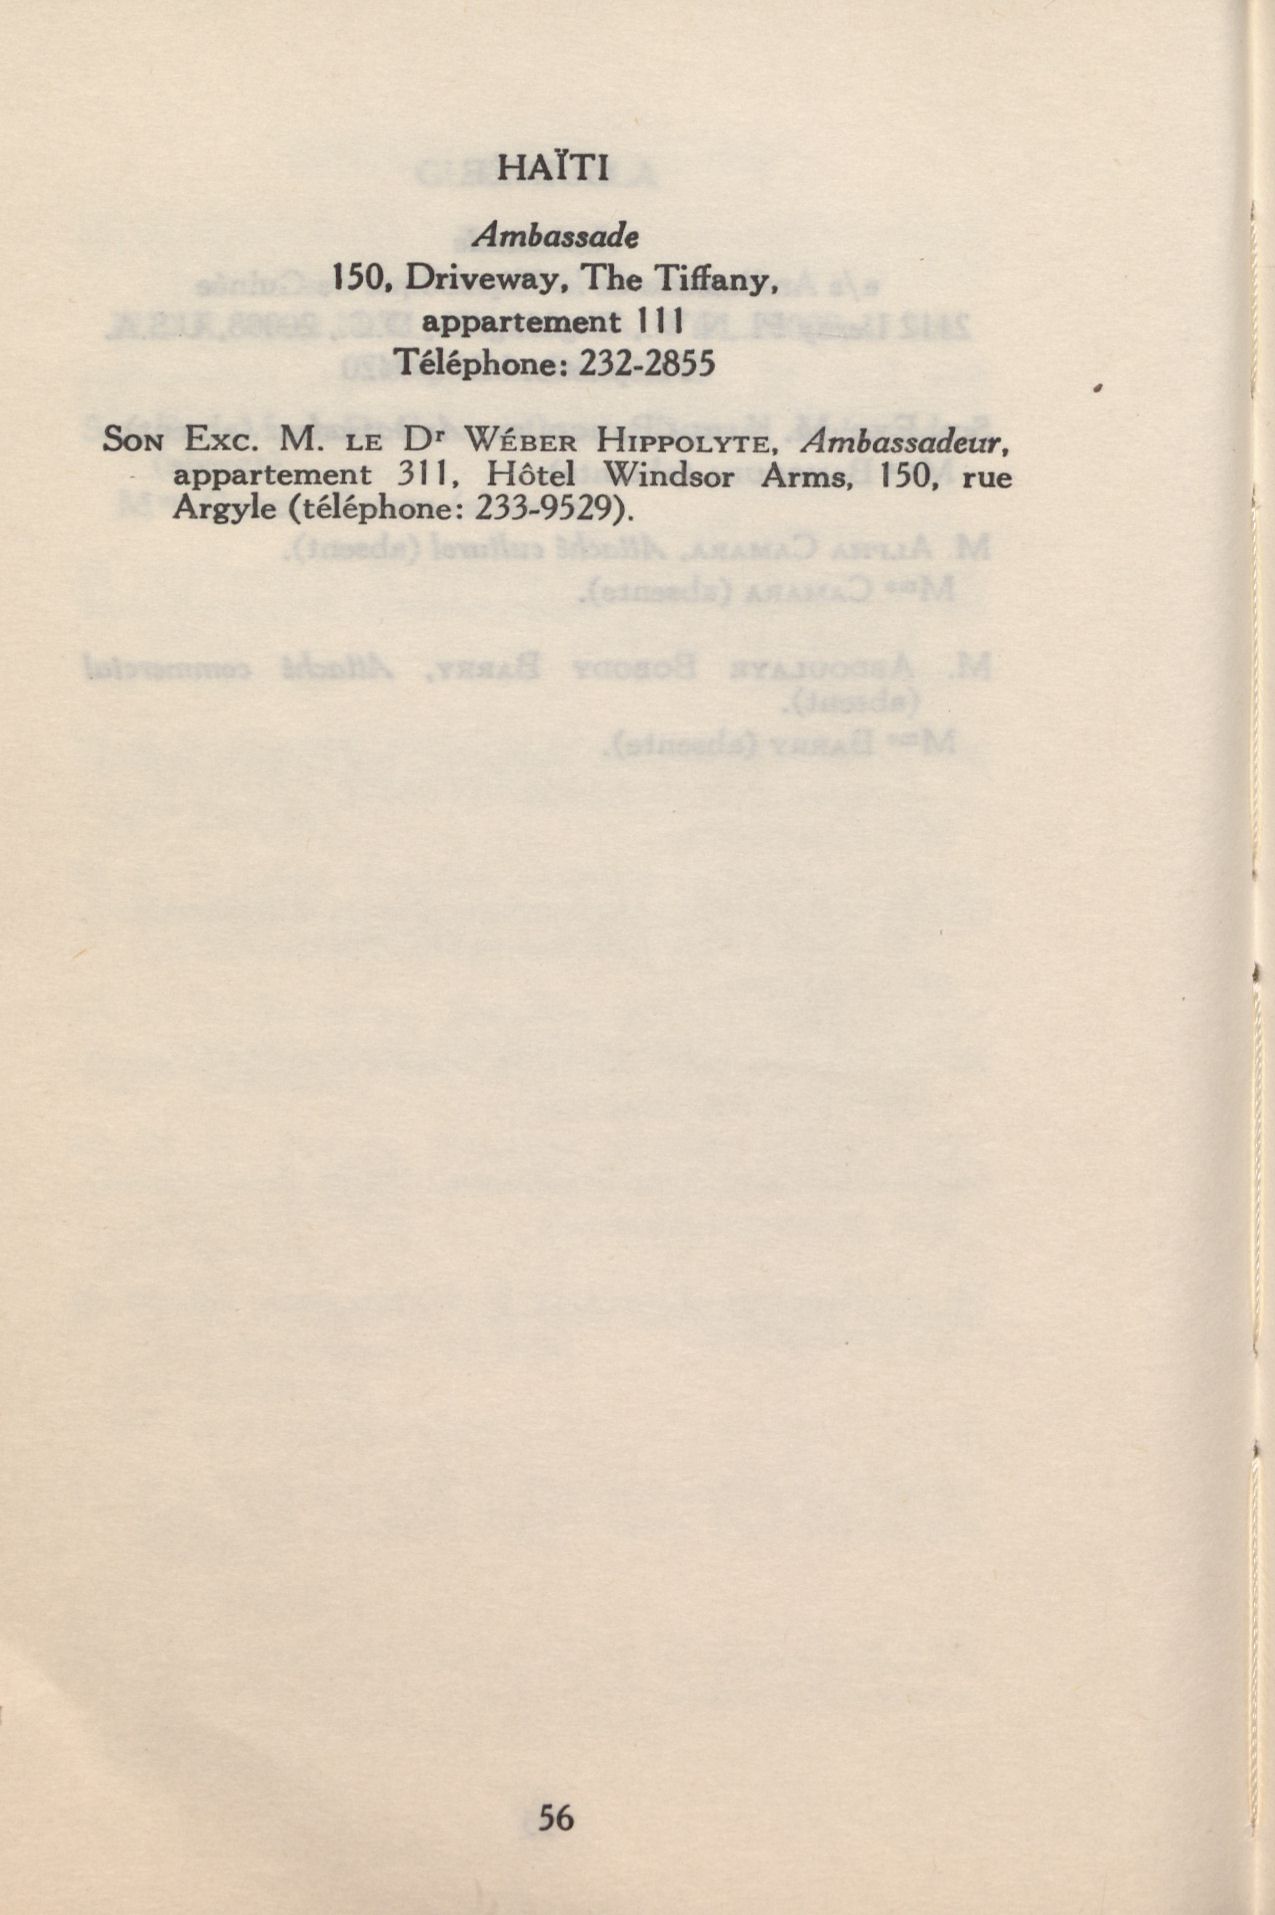 HAÏTI
Ambassade
150, Driveway, The Tiffany,
appartement 111
Téléphone: 232-2855
SON EXC. M. LE Dr WÉBER HIPPOLYTE, Ambassadeur,
appartement 311, Hôtel Windsor Arms, 150, rue
Argyle (téléphone: 233-9529).
56